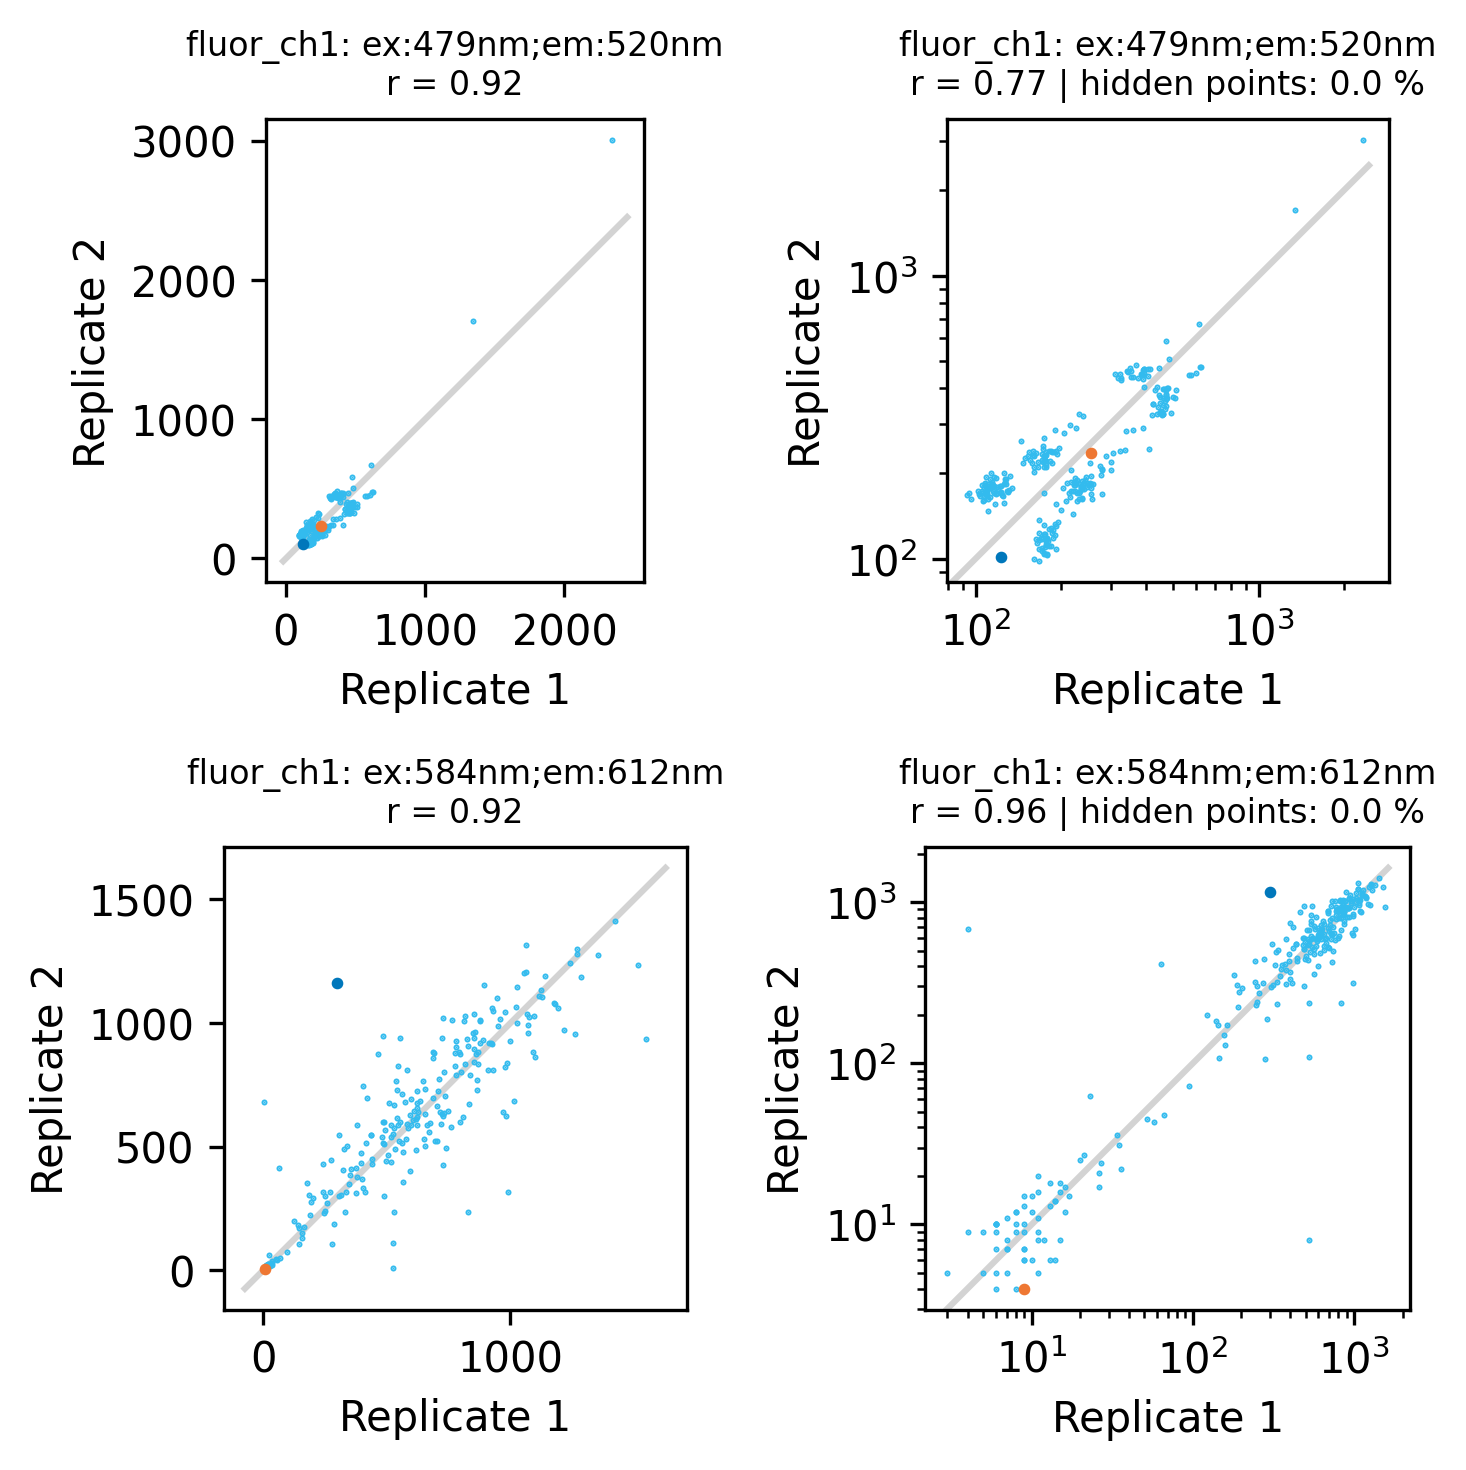 fluor_ch1: ex:479nm;em:520nm
r = 0.92
3000
2000
1000
0
Replicate 2
0
1000
2000
Replicate 1
fluor_ch1: ex:479nm;em:520nm
r = 0.77 | hidden points: 0.0 %
10³
10²
Replicate 2
10²
10³
Replicate 1
fluor_ch1: ex:584nm;em:612nm
r = 0.92
1500
1000
500
0
Replicate 2
0
1000
Replicate 1
fluor_ch1: ex:584nm;em:612nm
r = 0.96 | hidden points: 0.0 %
10³
10²
10¹
Replicate 2
10¹
10²
10³
Replicate 1